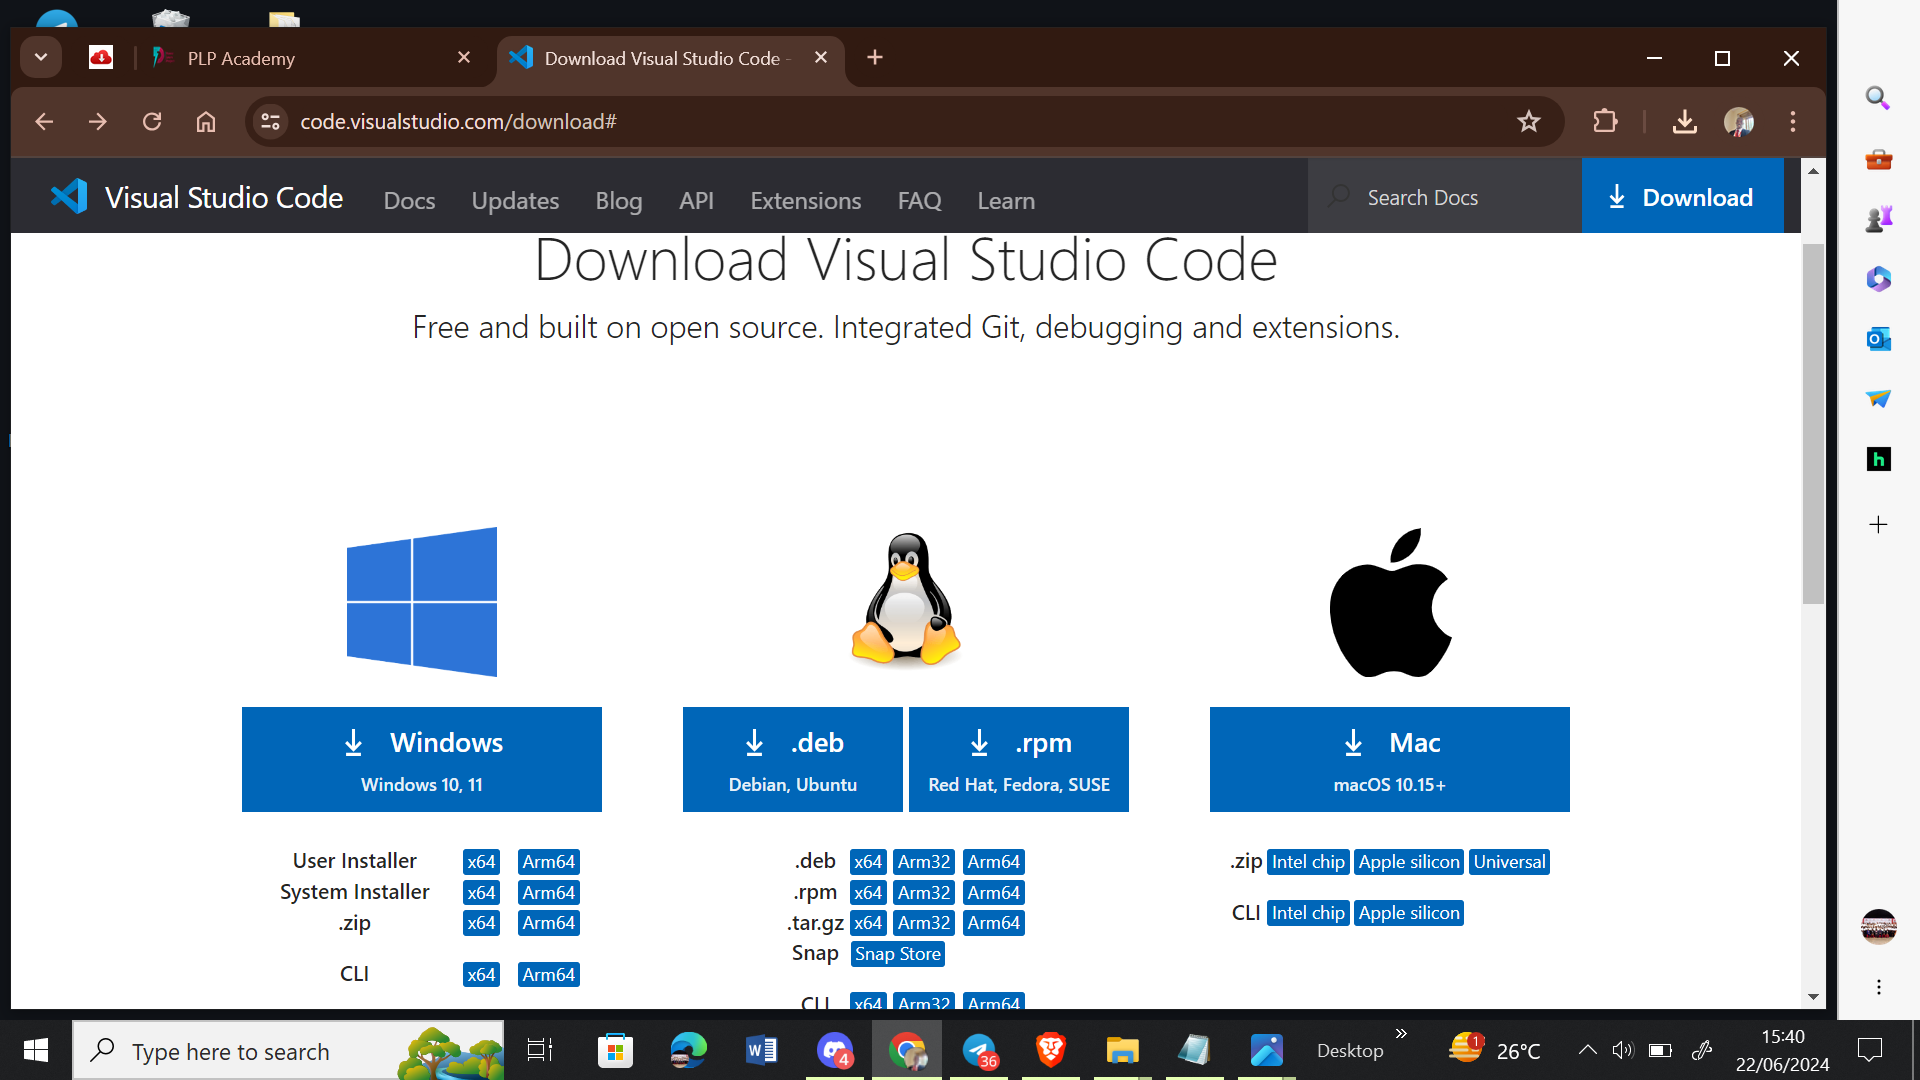 PLP Academy
Download Visual Studio Code -
code.visualstudio.com/download#
Visual Studio Code
Docs
Updates
Blog
API
Extensions
FAQ
Learn
Search Docs
Download
Download Visual Studio Code
Free and built on open source. Integrated Git, debugging and extensions.
Windows
Windows 10, 11
.deb
Debian, Ubuntu
.rpm
Red Hat, Fedora, SUSE
Mac
macOS 10.15+
User Installer x64 Arm64
System Installer x64 Arm64
.zip x64 Arm64
CLI x64 Arm64
.deb x64 Arm32 Arm64
.rpm x64 Arm32 Arm64
.tar.gz x64 Arm32 Arm64
Snap Snap Store
CLI x64 Arm32 Arm64
.zip Intel chip Apple silicon Universal
CLI Intel chip Apple silicon
h
Type here to search
W
4
36
Desktop
1
26°C
15:40
22/06/2024